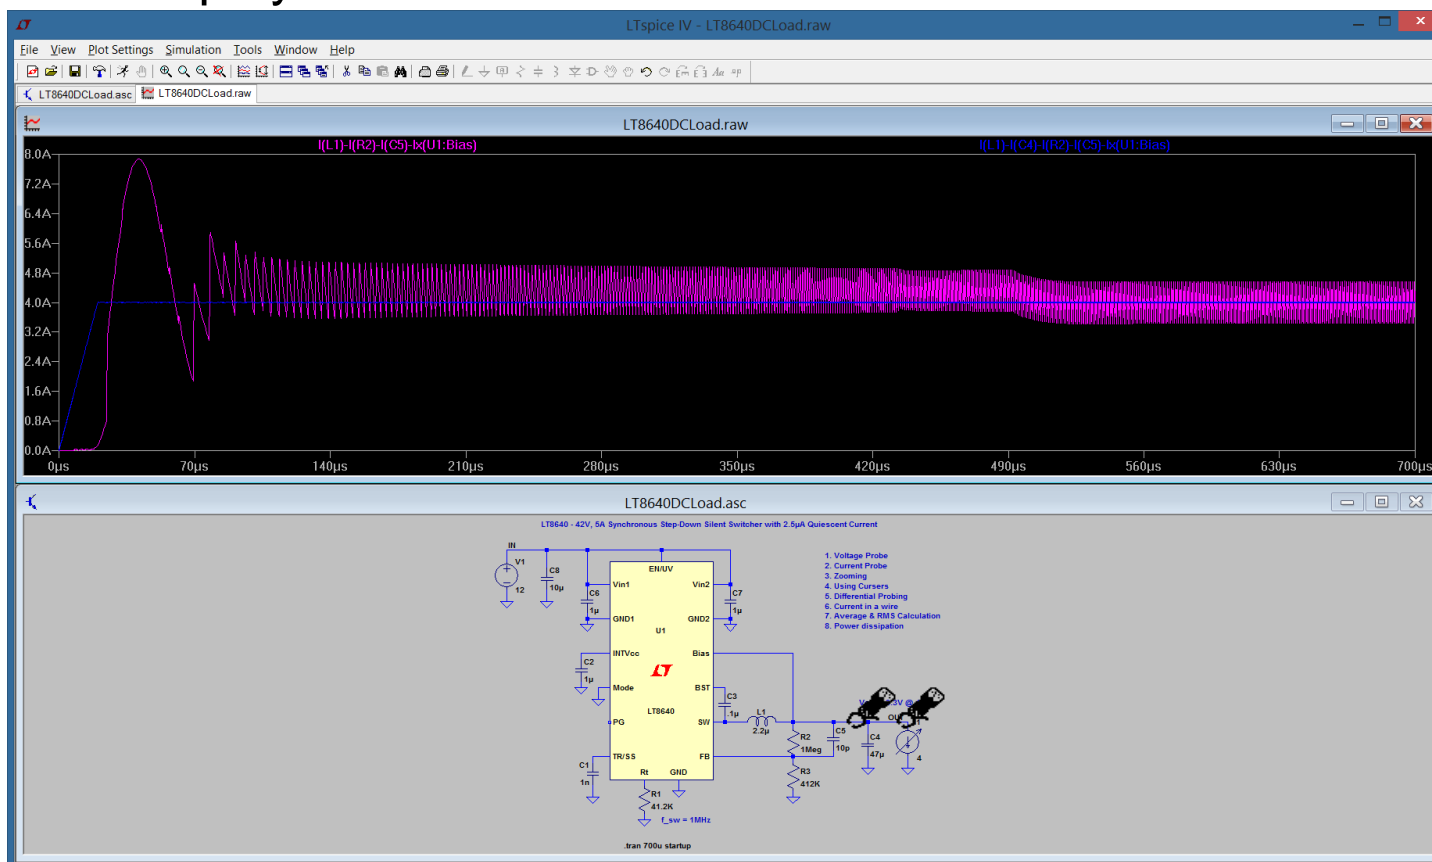 LTspice IV - LT8640DCLoad.raw
File View Plot Settings Simulation Tools Window Help
LT8640DCLoad.asc LT8640DCLoad.raw
LT8640DCLoad.raw
I(L1)-I(R2)-I(C5)-Ix(U1:Bias) I(L1)-I(C4)-I(R2)-I(C5)-Ix(U1:Bias)
8.0A
7.2A
6.4A
5.6A
4.8A
4.0A
3.2A
2.4A
1.6A
0.8A
0.0A
0µs 70µs 140µs 210µs 280µs 350µs 420µs 490µs 560µs 630µs 700µs
LT8640DCLoad.asc
LT8640 - 42V, 5A Synchronous Step-Down Silent Switcher with 2.5µA Quiescent Current
IN
V1
12
C8
10µ
C6
1µ
EN/UV
Vin1 Vin2
GND1 GND2
U1
C7
1µ
1. Voltage Probe
2. Current Probe
3. Zooming
4. Using Cursers
5. Differential Probing
6. Current in a wire
7. Average & RMS Calculation
8. Power dissipation
C2
1µ
INTVcc Bias
Mode BST
LT8640
PG SW
TR/SS FB
Rt GND
C3
.1µ
L1
2.2µ
R2
1Meg
C5
10p
C4
47µ
4
R3
412K
C1
1n
R1
41.2K
f_sw = 1MHz
.tran 700u startup